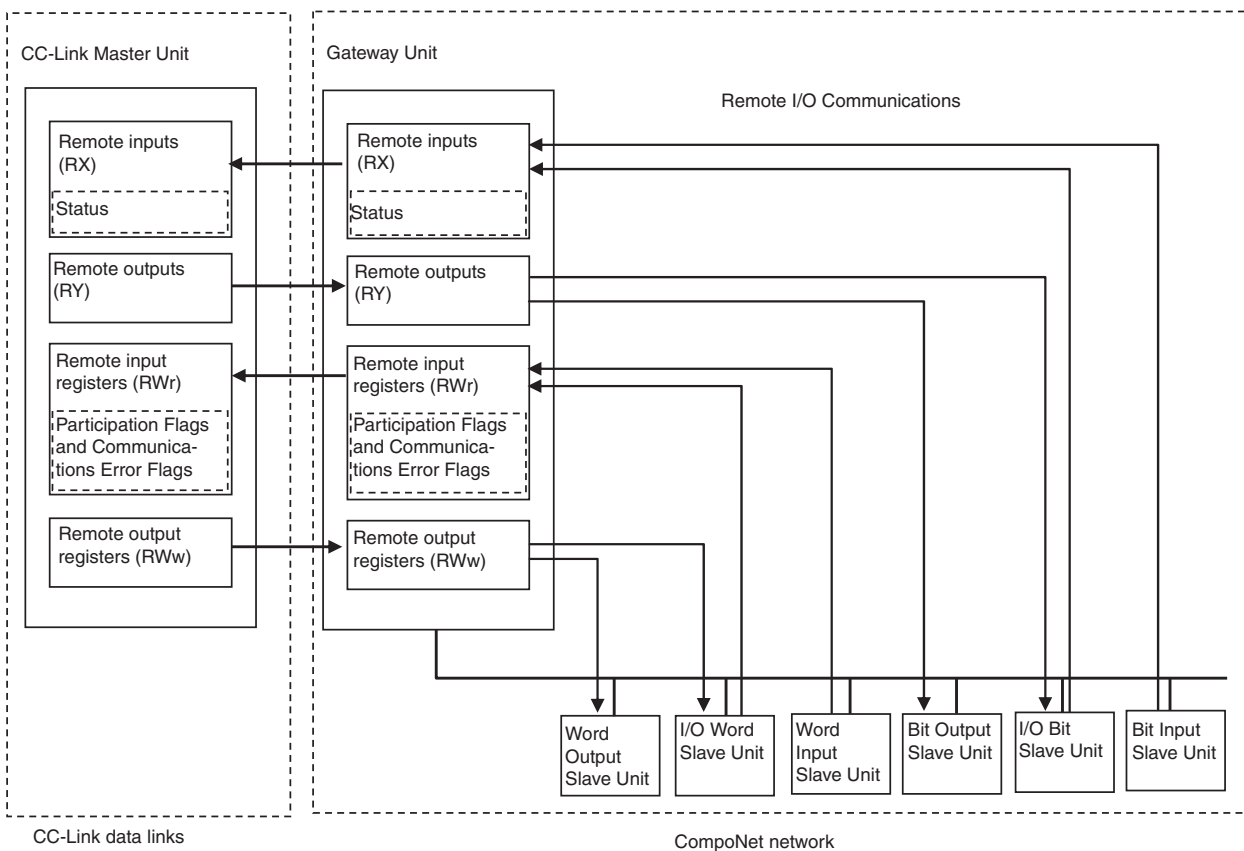 CC-Link Master Unit
Remote inputs
(RX)
Status
Remote outputs
(RY)
Remote input
registers (RWr)
Participation Flags
and Communica-
tions Error Flags
Remote output
registers (RWw)
CC-Link data links
Gateway Unit
Remote I/O Communications
Remote inputs
(RX)
Status
Remote outputs
(RY)
Remote input
registers (RWr)
Participation Flags
and Communica-
tions Error Flags
Remote output
registers (RWw)
Word
Output
Slave Unit
I/O Word
Slave Unit
Word
Input
Slave Unit
Bit Output
Slave Unit
I/O Bit
Slave Unit
Bit Input
Slave Unit
CompoNet network